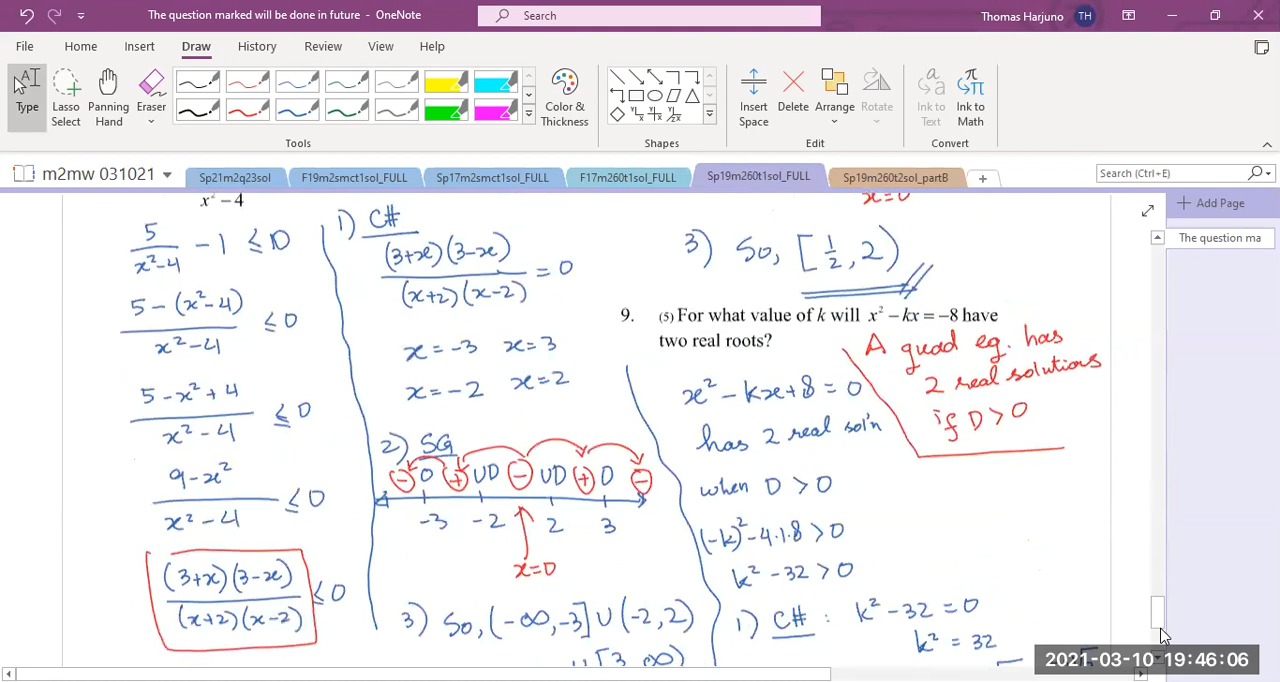 The question marked will be done in future - OneNote
Search
Thomas Harjuno TH
File Home Insert Draw History Review View Help
Type
Lasso Select
Panning Hand
Eraser
Color & Thickness
Insert Space
Delete
Arrange
Rotate
Ink to Text
Ink to Math
Tools Shapes Edit Convert
m2mw 031021
Sp21m2q23sol F19m2smct1sol_FULL Sp17m2smct1sol_FULL F17m260t1sol_FULL Sp19m260t1sol_FULL Sp19m260t2sol_partB
Search (Ctrl+E)
Add Page
The question ma
x² - 4
5/(x²-4) - 1 ≤ 0
(5 - (x²-4))/(x²-4) ≤ 0
(5 - x² + 4)/(x²-4) ≤ 0
(9 - x²)/(x²-4) ≤ 0
((3+x)(3-x))/((x+2)(x-2)) ≤ 0
1) C#
((3+x)(3-x))/((x+2)(x-2)) = 0
x = -3 x = 3
x = -2 x = 2
2) SG
- 0 + UD - UD + 0 -
-3 -2 2 3
x=0
3) So, (-∞, -3] U (-2, 2)
U [3, ∞)
x=0
3) So, [1/2, 2)
9. (5) For what value of k will x² - kx = -8 have
two real roots?
A quad eq. has
2 real solutions
if D > 0
x² - kx + 8 = 0
has 2 real sol'n
when D > 0
(-k)² - 4·1·8 > 0
k² - 32 > 0
1) C# : k² - 32 = 0
k² = 32
2021-03-10 19:46:06